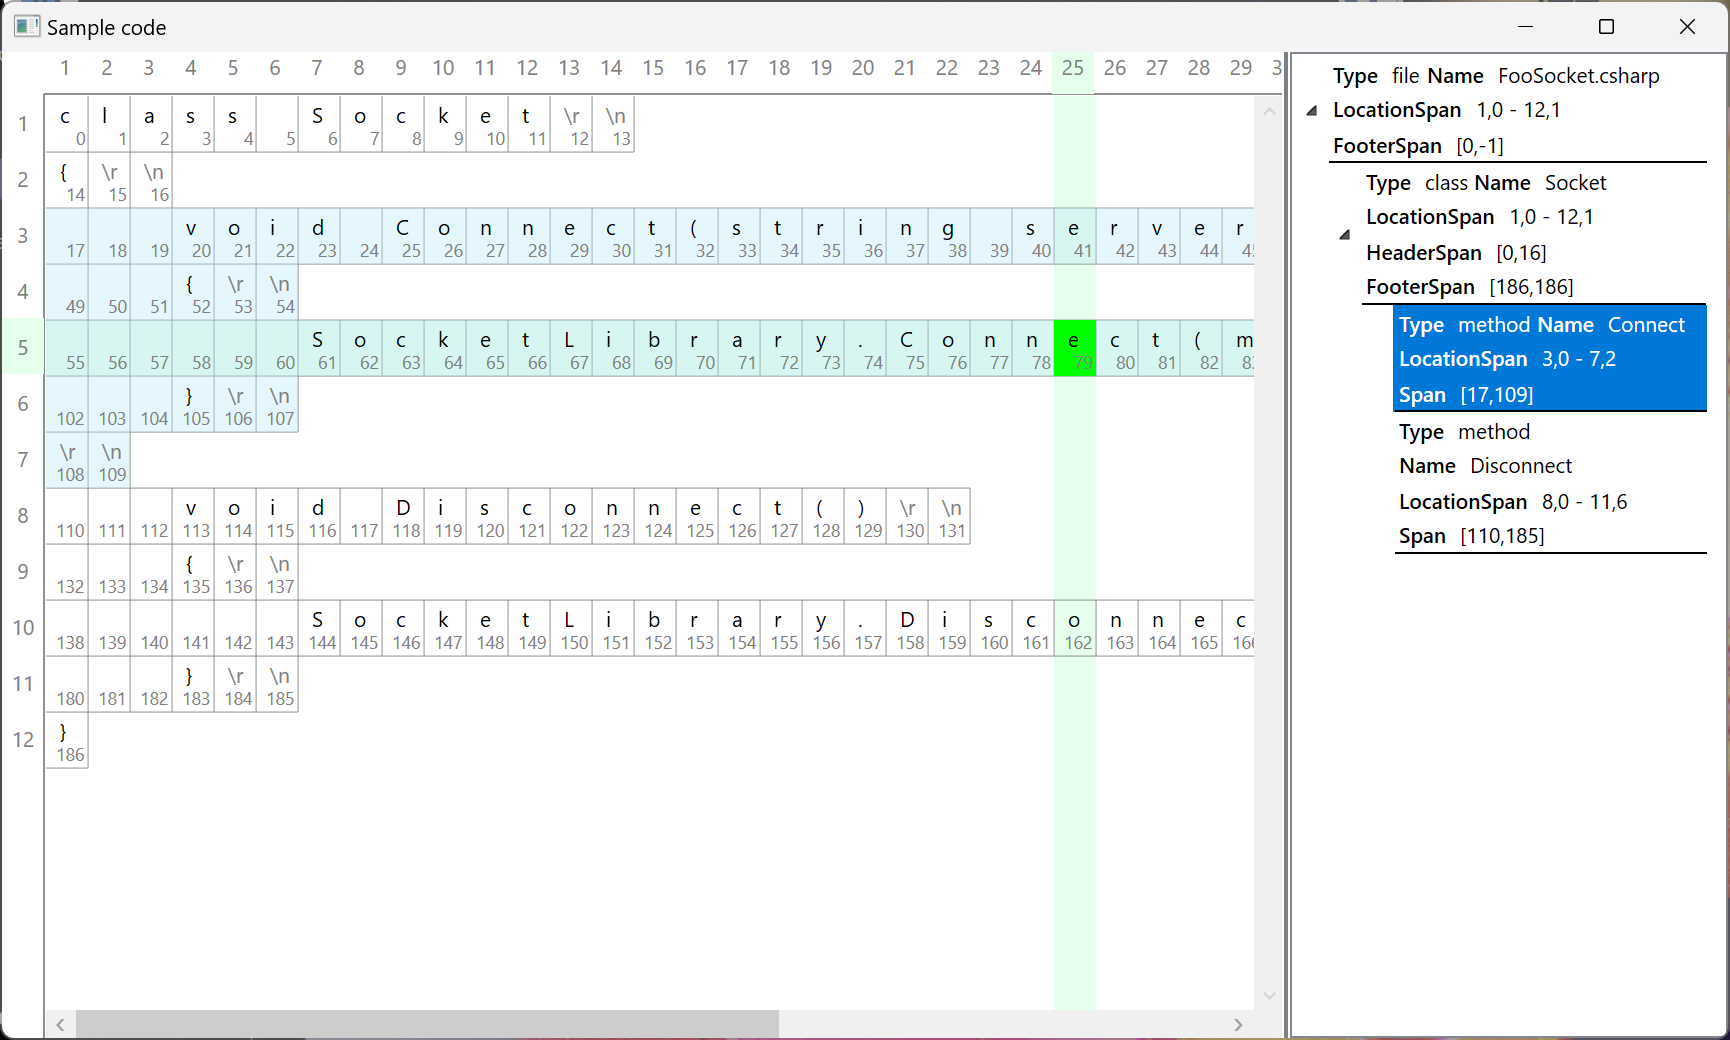 Sample code
1 2 3 4 5 6 7 8 9 10 11 12 13 14 15 16 17 18 19 20 21 22 23 24 25 26 27 28 29 3
1 c l a s s S o c k e t \r \n
0 1 2 3 4 5 6 7 8 9 10 11 12 13
2 { \r \n
14 15 16
3 v o i d C o n n e c t ( s t r i n g s e r v e r
17 18 19 20 21 22 23 24 25 26 27 28 29 30 31 32 33 34 35 36 37 38 39 40 41 42 43 44 45
4 { \r \n
49 50 51 52 53 54
5 S o c k e t L i b r a r y . C o n n e c t ( m
55 56 57 58 59 60 61 62 63 64 65 66 67 68 69 70 71 72 73 74 75 76 77 78 79 80 81 82 83
6 } \r \n
102 103 104 105 106 107
7 \r \n
108 109
8 v o i d D i s c o n n e c t ( ) \r \n
110 111 112 113 114 115 116 117 118 119 120 121 122 123 124 125 127 128 129 130 131
9 { \r \n
132 133 134 135 136 137
10 S o c k e t L i b r a r y . D i s c o n n e c
138 139 140 141 142 143 144 145 146 147 148 149 150 151 152 153 154 155 156 157 158 159 160 161 162 163 164 165 166
11 } \r \n
180 181 182 183 184 185
12 }
186
Type file Name FooSocket.csharp
LocationSpan 1,0 - 12,1
FooterSpan [0,-1]
Type class Name Socket
LocationSpan 1,0 - 12,1
HeaderSpan [0,16]
FooterSpan [186,186]
Type method Name Connect
LocationSpan 3,0 - 7,2
Span [17,109]
Type method
Name Disconnect
LocationSpan 8,0 - 11,6
Span [110,185]